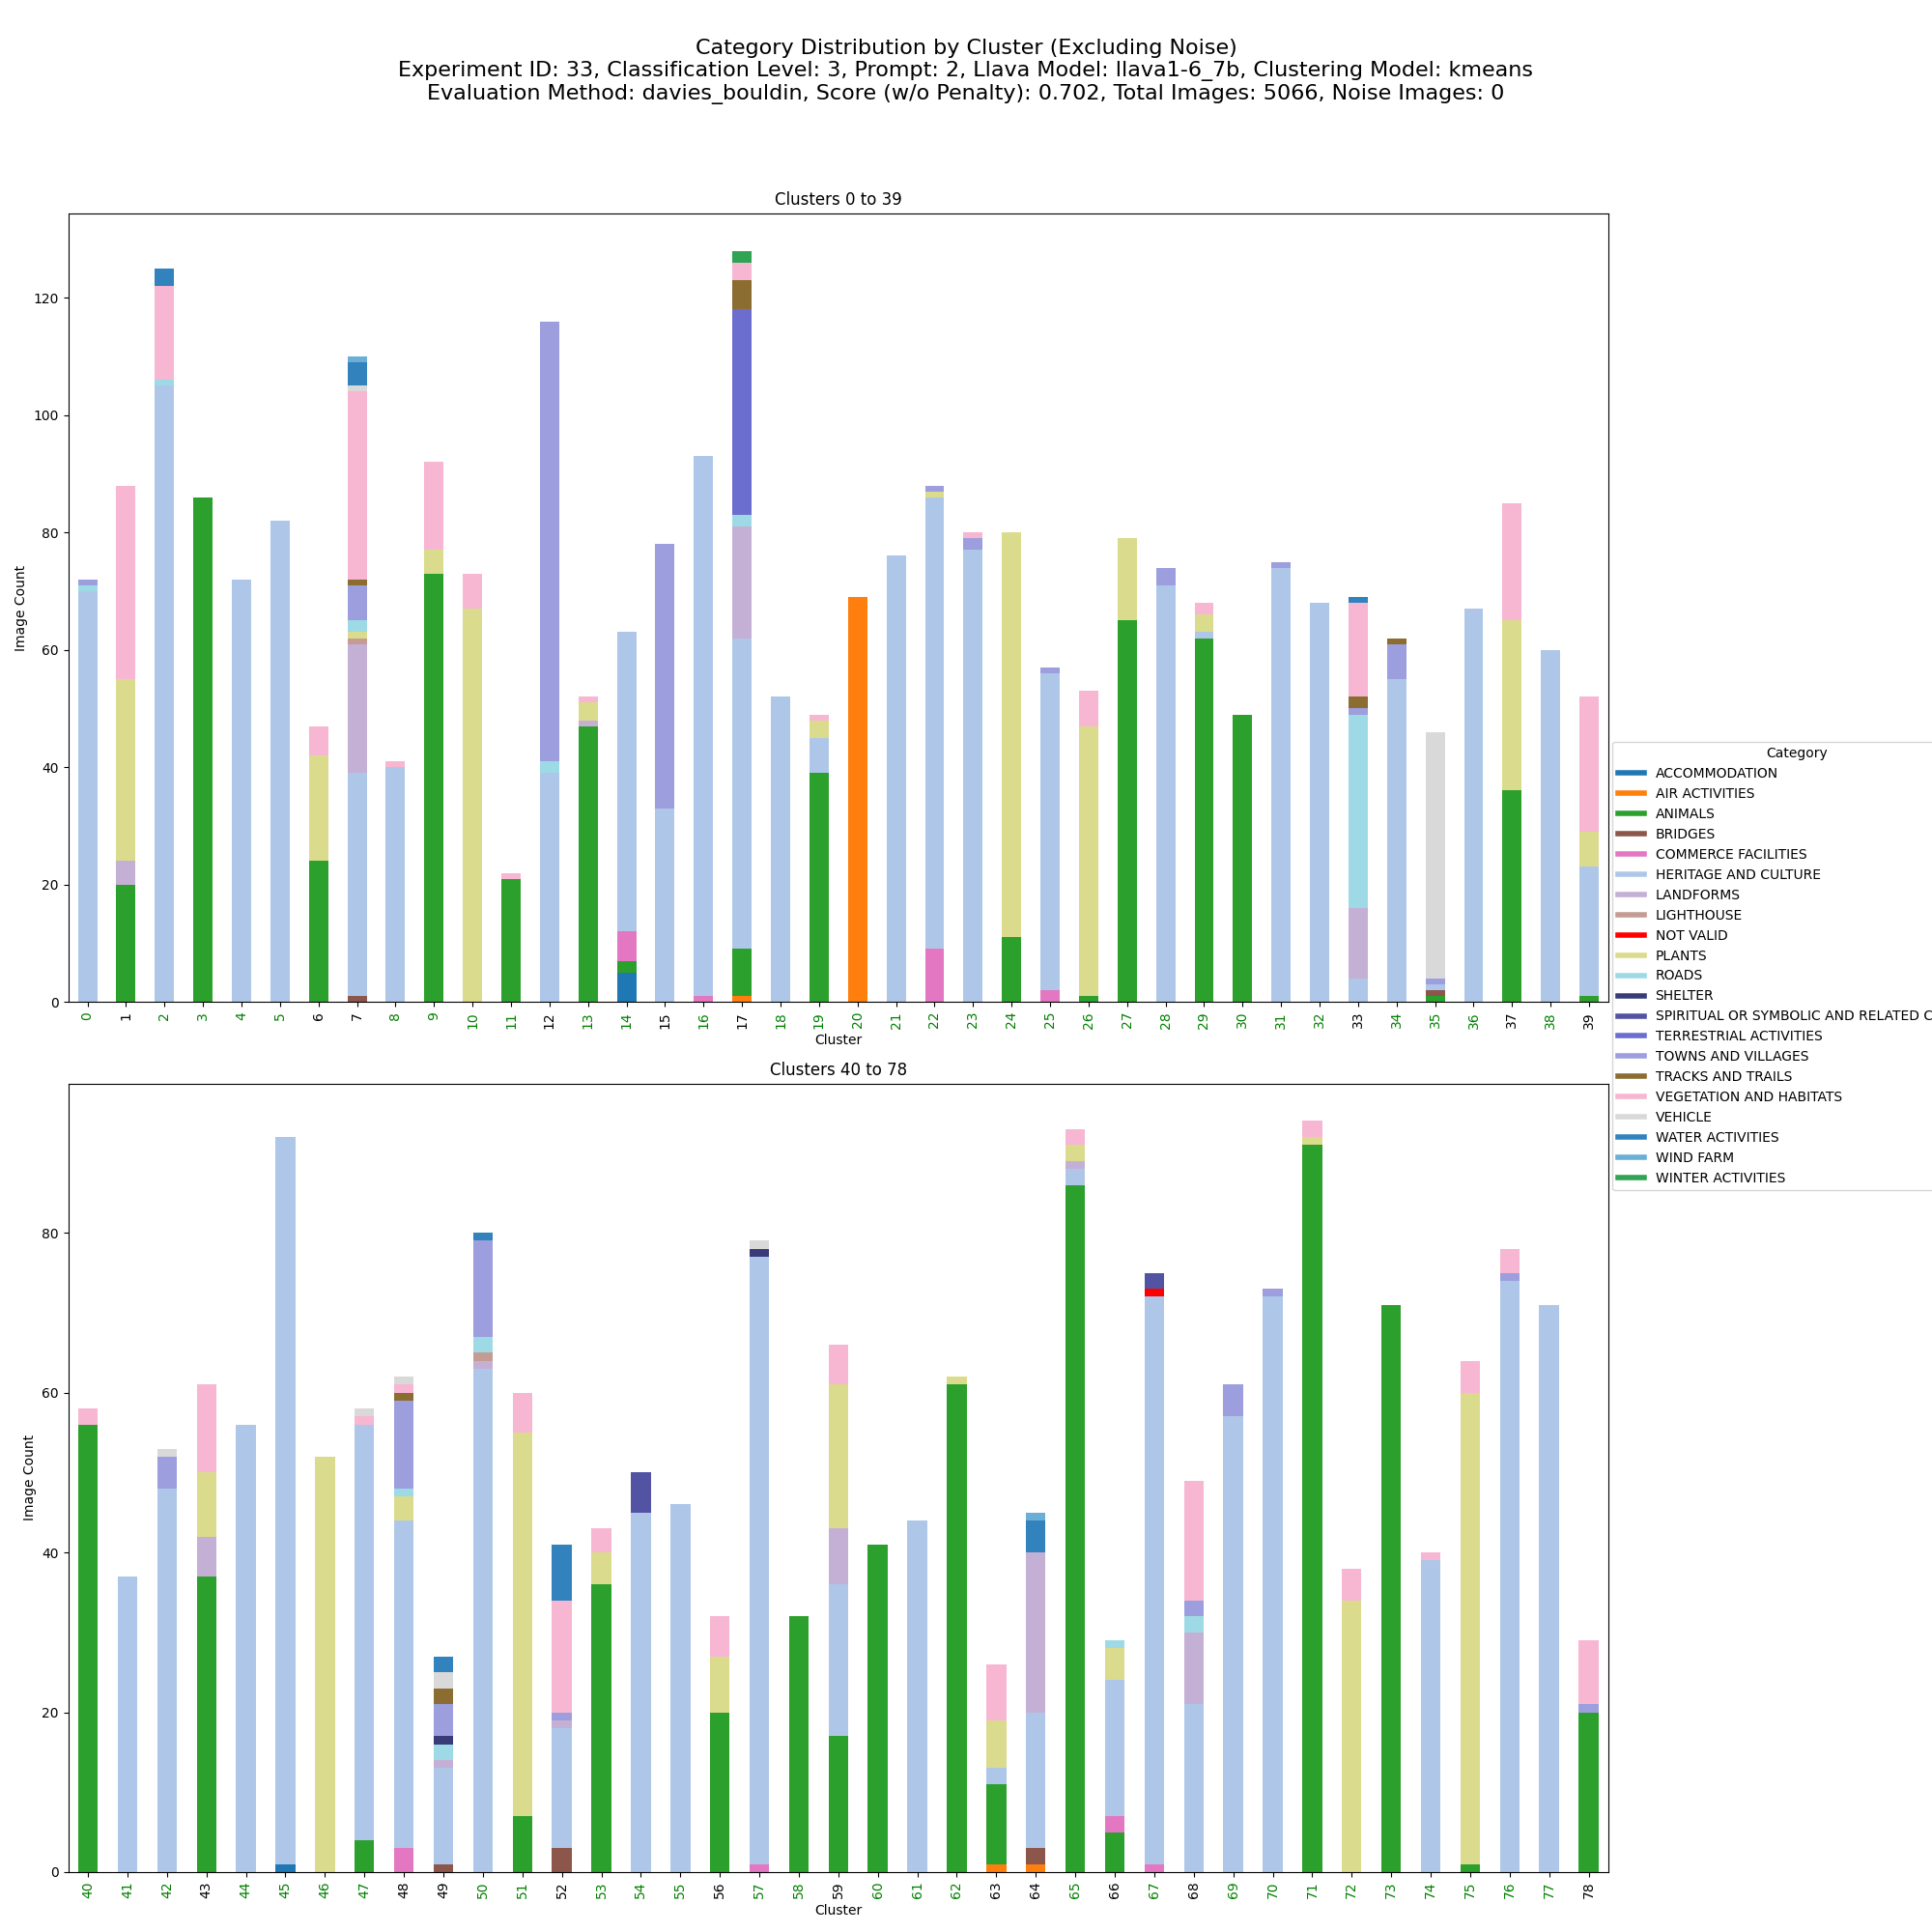 Category Distribution by Cluster (Excluding Noise)
Experiment ID: 33, Classification Level: 3, Prompt: 2, Llava Model: llava1-6_7b, Clustering Model: kmeans
Evaluation Method: davies_bouldin, Score (w/o Penalty): 0.702, Total Images: 5066, Noise Images: 0
Clusters 0 to 39
Image Count
120
100
80
60
40
20
0
0 1 2 3 4 5 6 7 8 9 10 11 12 13 14 15 16 17 18 19 20 21 22 23 24 25 26 27 28 29 30 31 32 33 34 35 36 37 38 39
Cluster
Category
ACCOMMODATION
AIR ACTIVITIES
ANIMALS
BRIDGES
COMMERCE FACILITIES
HERITAGE AND CULTURE
LANDFORMS
LIGHTHOUSE
NOT VALID
PLANTS
ROADS
SHELTER
SPIRITUAL OR SYMBOLIC AND RELATED C
TERRESTRIAL ACTIVITIES
TOWNS AND VILLAGES
TRACKS AND TRAILS
VEGETATION AND HABITATS
VEHICLE
WATER ACTIVITIES
WIND FARM
WINTER ACTIVITIES
Clusters 40 to 78
Image Count
80
60
40
20
0
40 41 42 43 44 45 46 47 48 49 50 51 52 53 54 55 56 57 58 59 60 61 62 63 64 65 66 67 68 69 70 71 72 73 74 75 76 77 78
Cluster